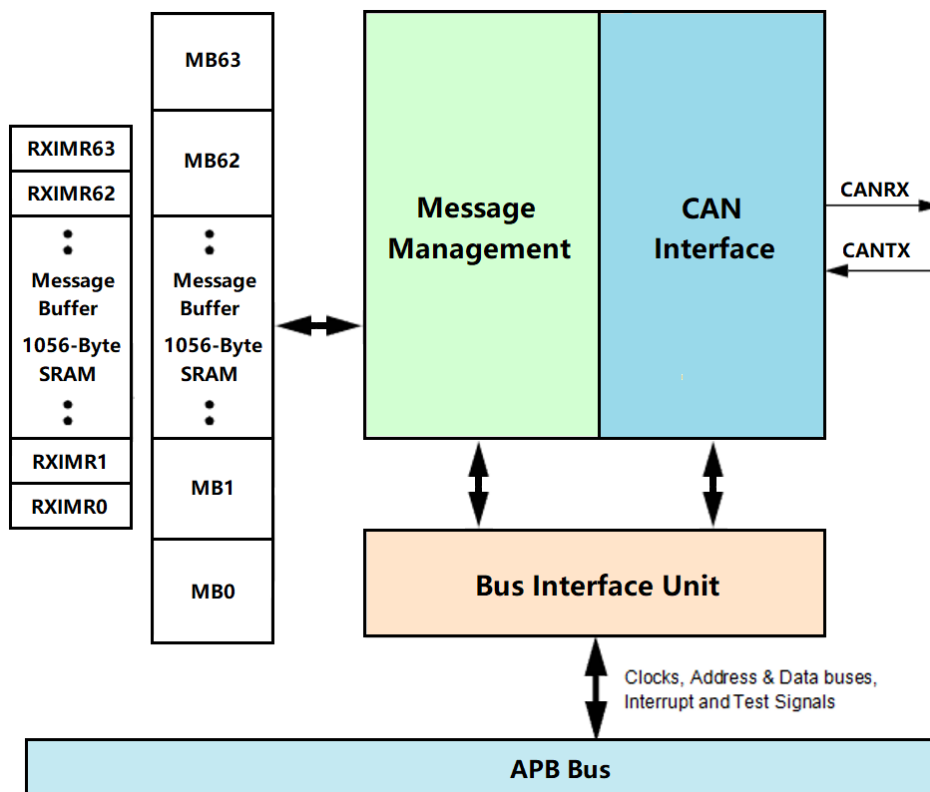 RXIMR63
RXIMR62
Message
Buffer
1056-Byte
SRAM
RXIMR1
RXIMR0
MB63
MB62
Message
Buffer
1056-Byte
SRAM
MB1
MB0
Message
Management
CAN
Interface
CANRX
CANTX
Bus Interface Unit
Clocks, Address & Data buses,
Interrupt and Test Signals
APB Bus